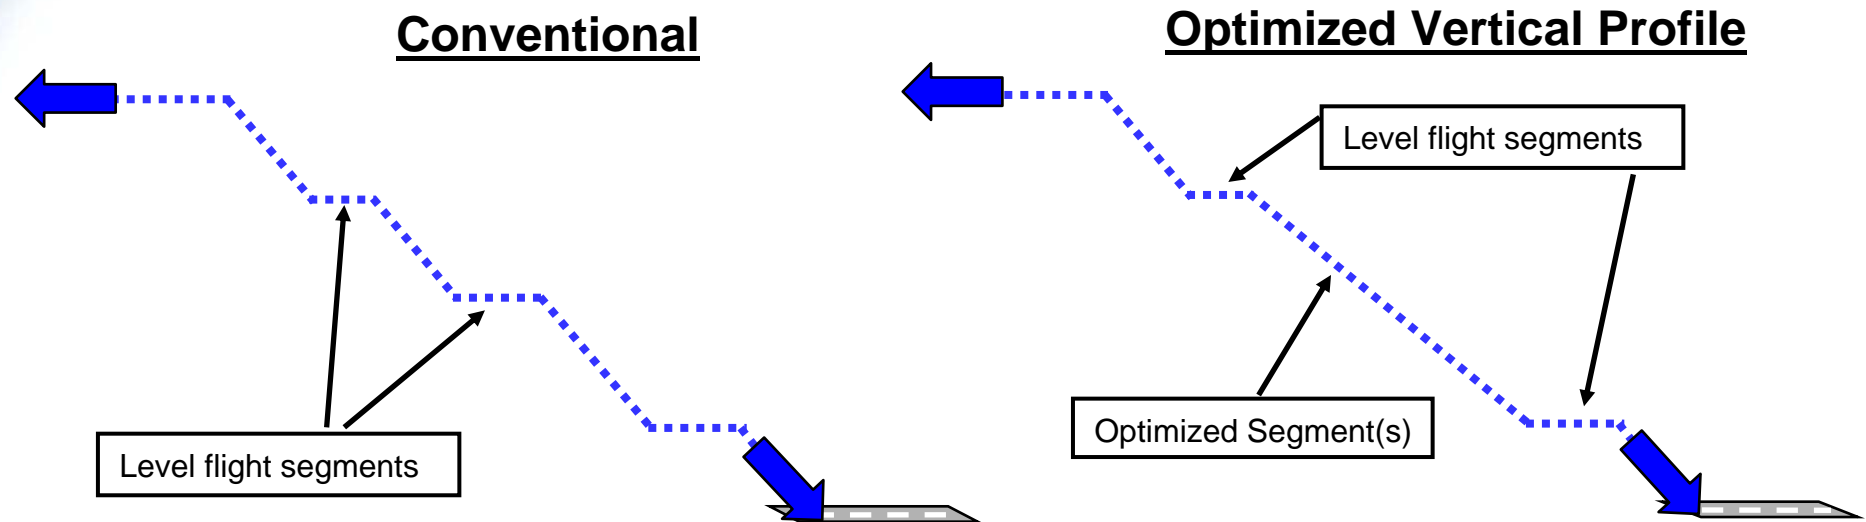 Conventional
Optimized Vertical Profile
Level flight segments
Level flight segments
Optimized Segment(s)